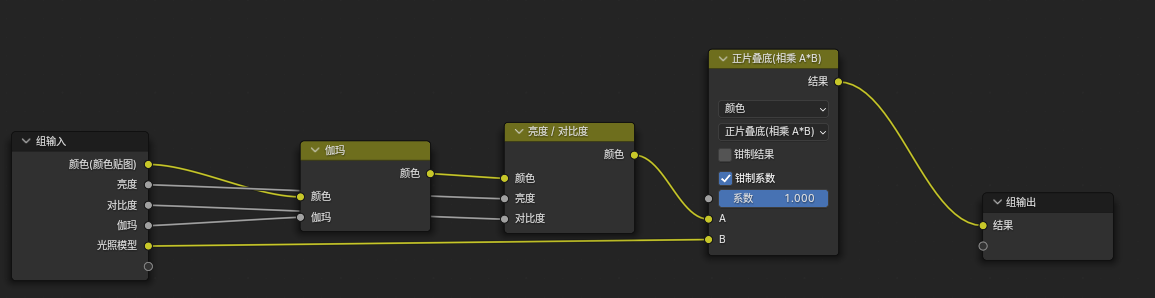 组输入
颜色(颜色贴图)
亮度
对比度
伽玛
光照模型
伽玛
颜色
颜色
伽玛
亮度 / 对比度
颜色
颜色
亮度
对比度
正片叠底(相乘 A*B)
结果
颜色
正片叠底(相乘 A*B)
钳制结果
钳制系数
系数 1.000
A
B
组输出
结果